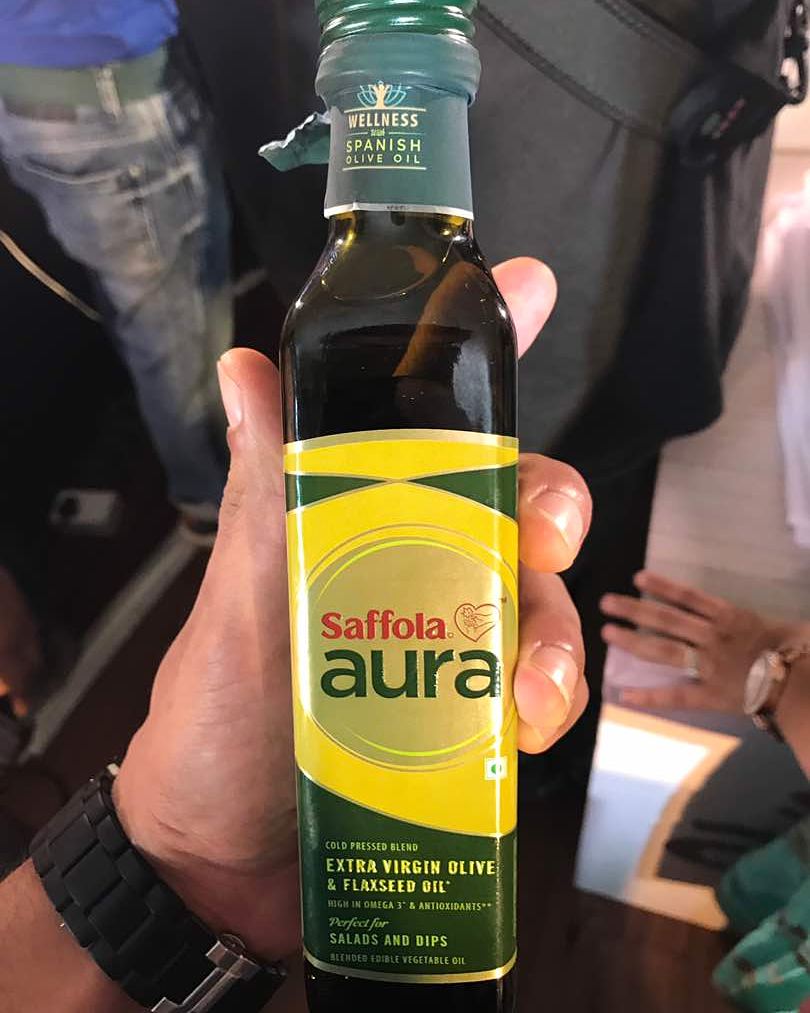 WELLNESS
With
SPANISH
OLIVE OIL
Saffola
aura
COLD PRESSED BLEND
EXTRA VIRGIN OLIVE
& FLAXSEED OIL*
HIGH IN OMEGA 3* & ANTIOXIDANTS**
Perfect for
SALADS AND DIPS
BLENDED EDIBLE VEGETABLE OIL